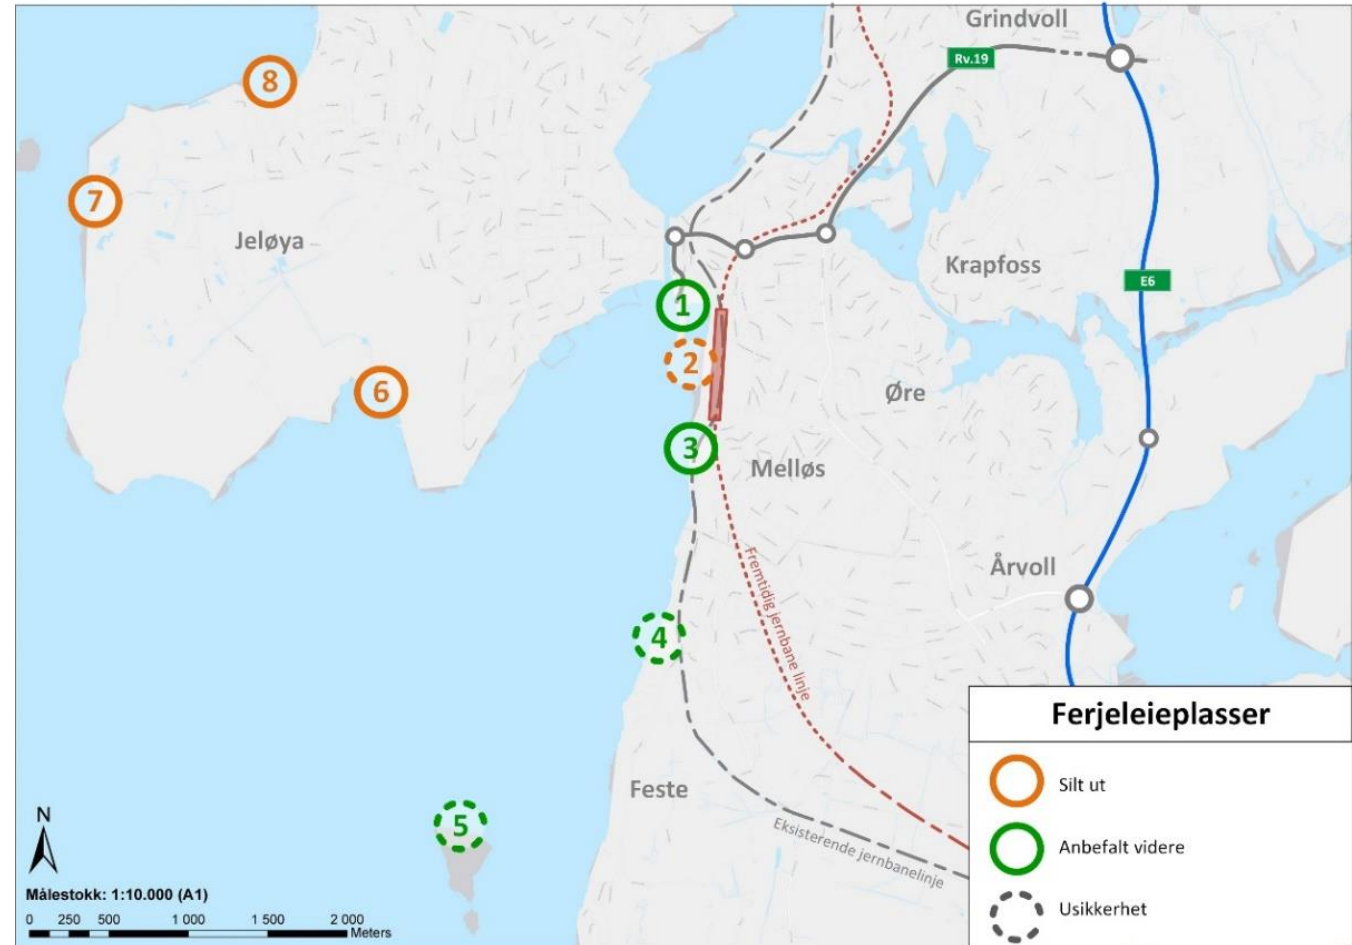 Grindvoll
Rv.19
8
7
Jeløya
Krapfoss
E6
1
2
6
Øre
3
Melløs
Årvoll
Fremtidig jernbane linje
4
Feste
5
Eksisterende jernbanelinje
N
Målestokk: 1:10.000 (A1)
0 250 500 1 000 1 500 2 000
Meters
Ferjeleieplasser
Silt ut
Anbefalt videre
Usikkerhet